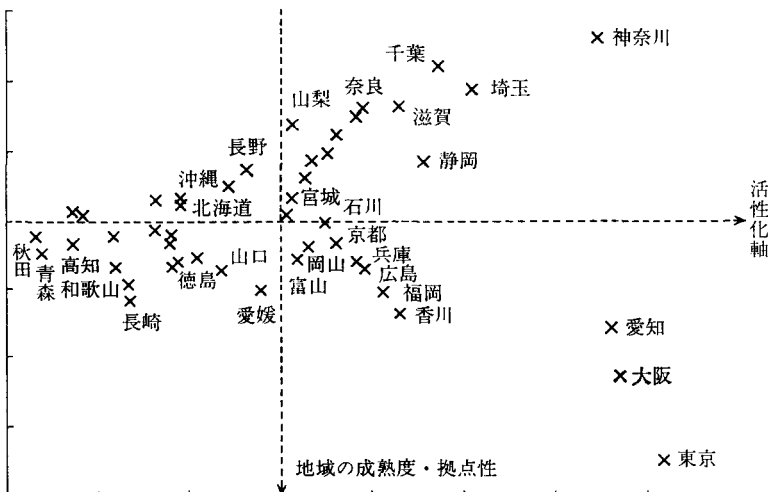 神奈川
千葉
奈良
埼玉
山梨
滋賀
長野
静岡
沖縄
宮城
北海道
石川
活性化軸
京都
秋田
青森
高知
和歌山
徳島
山口
岡山
兵庫
富山
広島
長崎
愛媛
福岡
香川
愛知
大阪
東京
地域の成熟度・拠点性